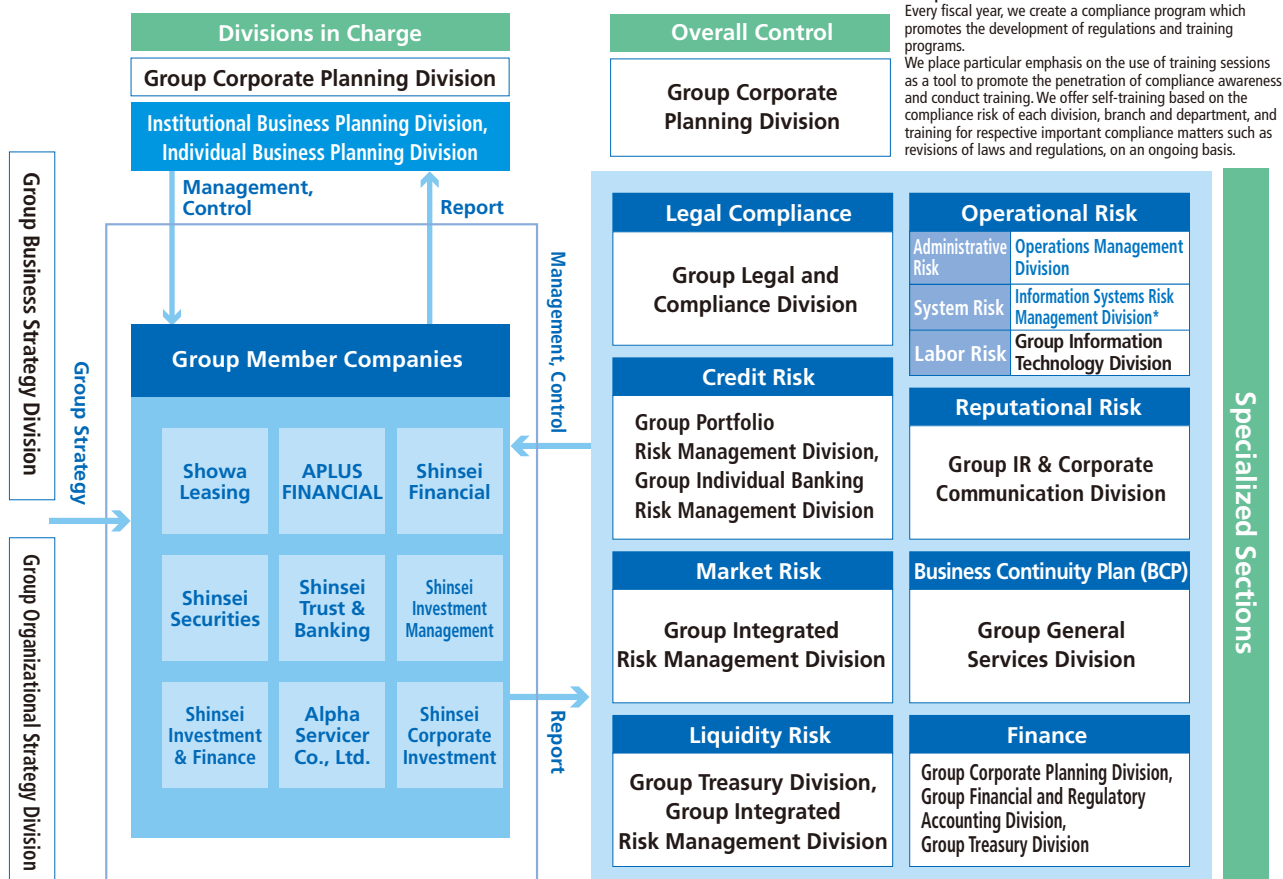 Divisions in Charge
Group Corporate Planning Division
Institutional Business Planning Division,
Individual Business Planning Division
Management,
Control
Report
Group Business Strategy Division
Group Organizational Strategy Division
Group Strategy
Group Member Companies
Showa
Leasing
APLUS
FINANCIAL
Shinsei
Financial
Shinsei
Securities
Shinsei
Trust &
Banking
Shinsei
Investment
Management
Shinsei
Investment
& Finance
Alpha
Servicer
Co., Ltd.
Shinsei
Corporate
Investment
Management, Control
Report
Overall Control
Group Corporate
Planning Division
Every fiscal year, we create a compliance program which
promotes the development of regulations and training
programs.
We place particular emphasis on the use of training sessions
as a tool to promote the penetration of compliance awareness
and conduct training. We offer self-training based on the
compliance risk of each division, branch and department, and
training for respective important compliance matters such as
revisions of laws and regulations, on an ongoing basis.
Legal Compliance
Group Legal and
Compliance Division
Credit Risk
Group Portfolio
Risk Management Division,
Group Individual Banking
Risk Management Division
Market Risk
Group Integrated
Risk Management Division
Liquidity Risk
Group Treasury Division,
Group Integrated
Risk Management Division
Operational Risk
Administrative
Risk
Operations Management
Division
System Risk
Information Systems Risk
Management Division*
Labor Risk
Group Information
Technology Division
Reputational Risk
Group IR & Corporate
Communication Division
Business Continuity Plan (BCP)
Group General
Services Division
Finance
Group Corporate Planning Division,
Group Financial and Regulatory
Accounting Division,
Group Treasury Division
Specialized Sections